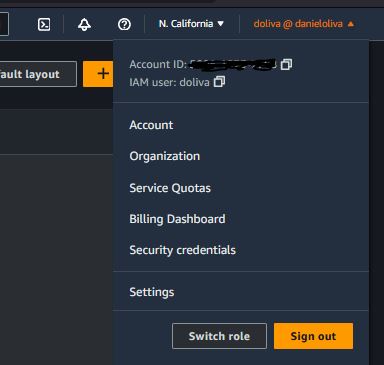 N. California ▼ doliva @ danieloliva ▲
ault layout +
Account ID:
IAM user: doliva
Account
Organization
Service Quotas
Billing Dashboard
Security credentials
Settings
Switch role Sign out